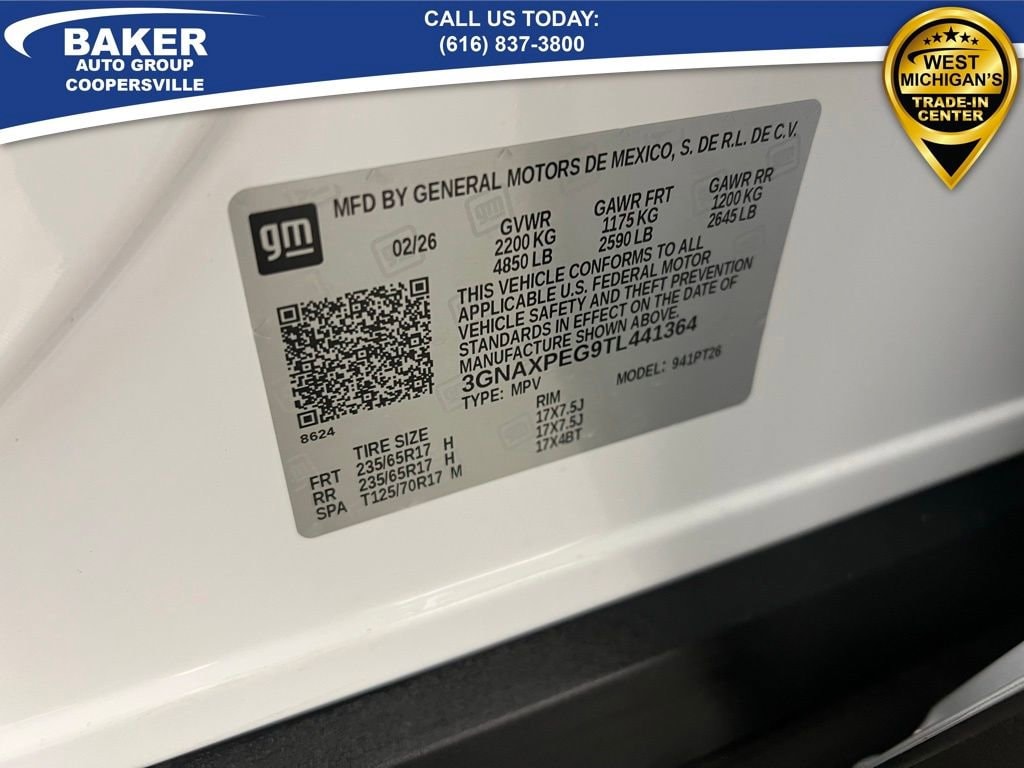 BAKER
AUTO GROUP
COOPERSVILLE
CALL US TODAY:
(616) 837-3800
WEST
MICHIGAN'S
TRADE-IN
CENTER
gm
MFD BY GENERAL MOTORS DE MEXICO, S. DE R.L. DE C.V.
02/26
GVWR
2200 KG
4850 LB
GAWR FRT
1175 KG
2590 LB
GAWR RR
1200 KG
2645 LB
THIS VEHICLE CONFORMS TO ALL
APPLICABLE U.S. FEDERAL MOTOR
VEHICLE SAFETY AND THEFT PREVENTION
STANDARDS IN EFFECT ON THE DATE OF
MANUFACTURE SHOWN ABOVE.
3GNAXPEG9TL441364
TYPE: MPV MODEL: 941PT26
8624
TIRE SIZE RIM
FRT 235/65R17 H 17X7.5J
RR 235/65R17 H 17X7.5J
SPA T125/70R17 M 17X4BT